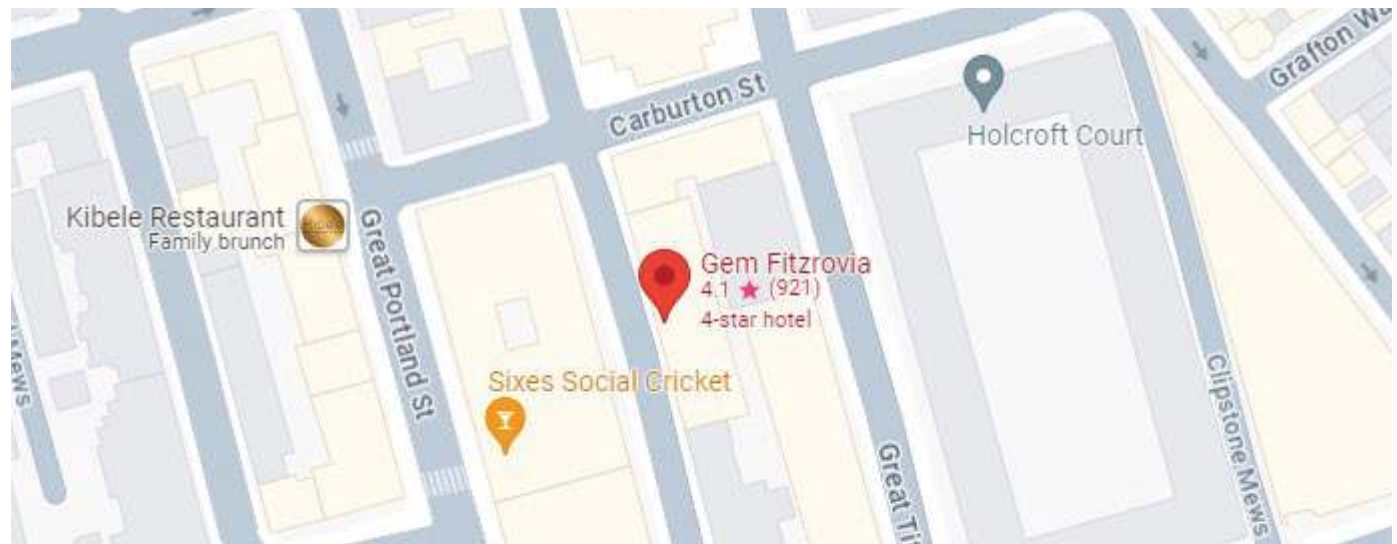 Grafton Wa
Carburton St
Holcroft Court
Kibele Restaurant
Family brunch
Great Portland St
Gem Fitzrovia
4.1 ★ (921)
4-star hotel
Sixes Social Cricket
Mews
Clipstone Mews
Great Ti